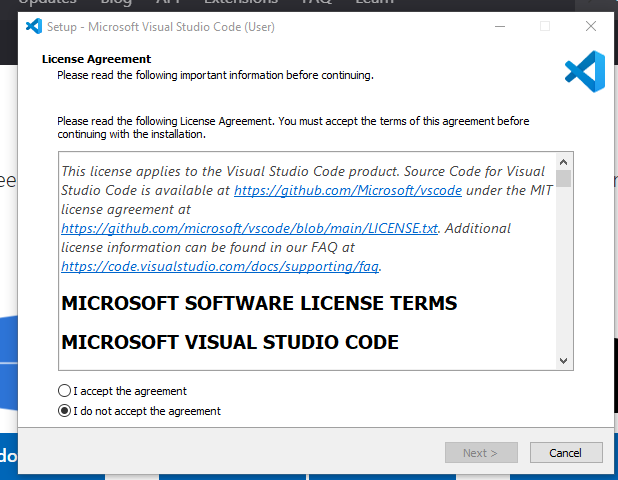 Updates Blog API Extensions FAQ Learn
Setup - Microsoft Visual Studio Code (User)
License Agreement
Please read the following important information before continuing.
Please read the following License Agreement. You must accept the terms of this agreement before
continuing with the installation.
This license applies to the Visual Studio Code product. Source Code for Visual
Studio Code is available at https://github.com/Microsoft/vscode under the MIT
license agreement at
https://github.com/microsoft/vscode/blob/main/LICENSE.txt. Additional
license information can be found in our FAQ at
https://code.visualstudio.com/docs/supporting/faq.
MICROSOFT SOFTWARE LICENSE TERMS
MICROSOFT VISUAL STUDIO CODE
I accept the agreement
I do not accept the agreement
Next >
Cancel